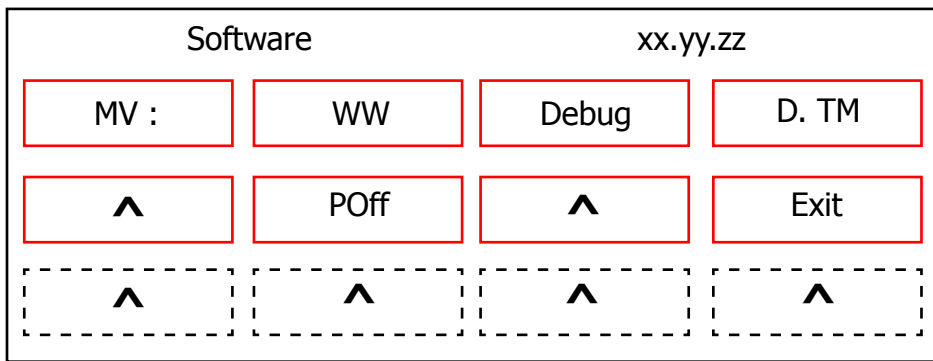 Software xx.yy.zz
MV : WW Debug D. TM
^ POff ^ Exit
^ ^ ^ ^